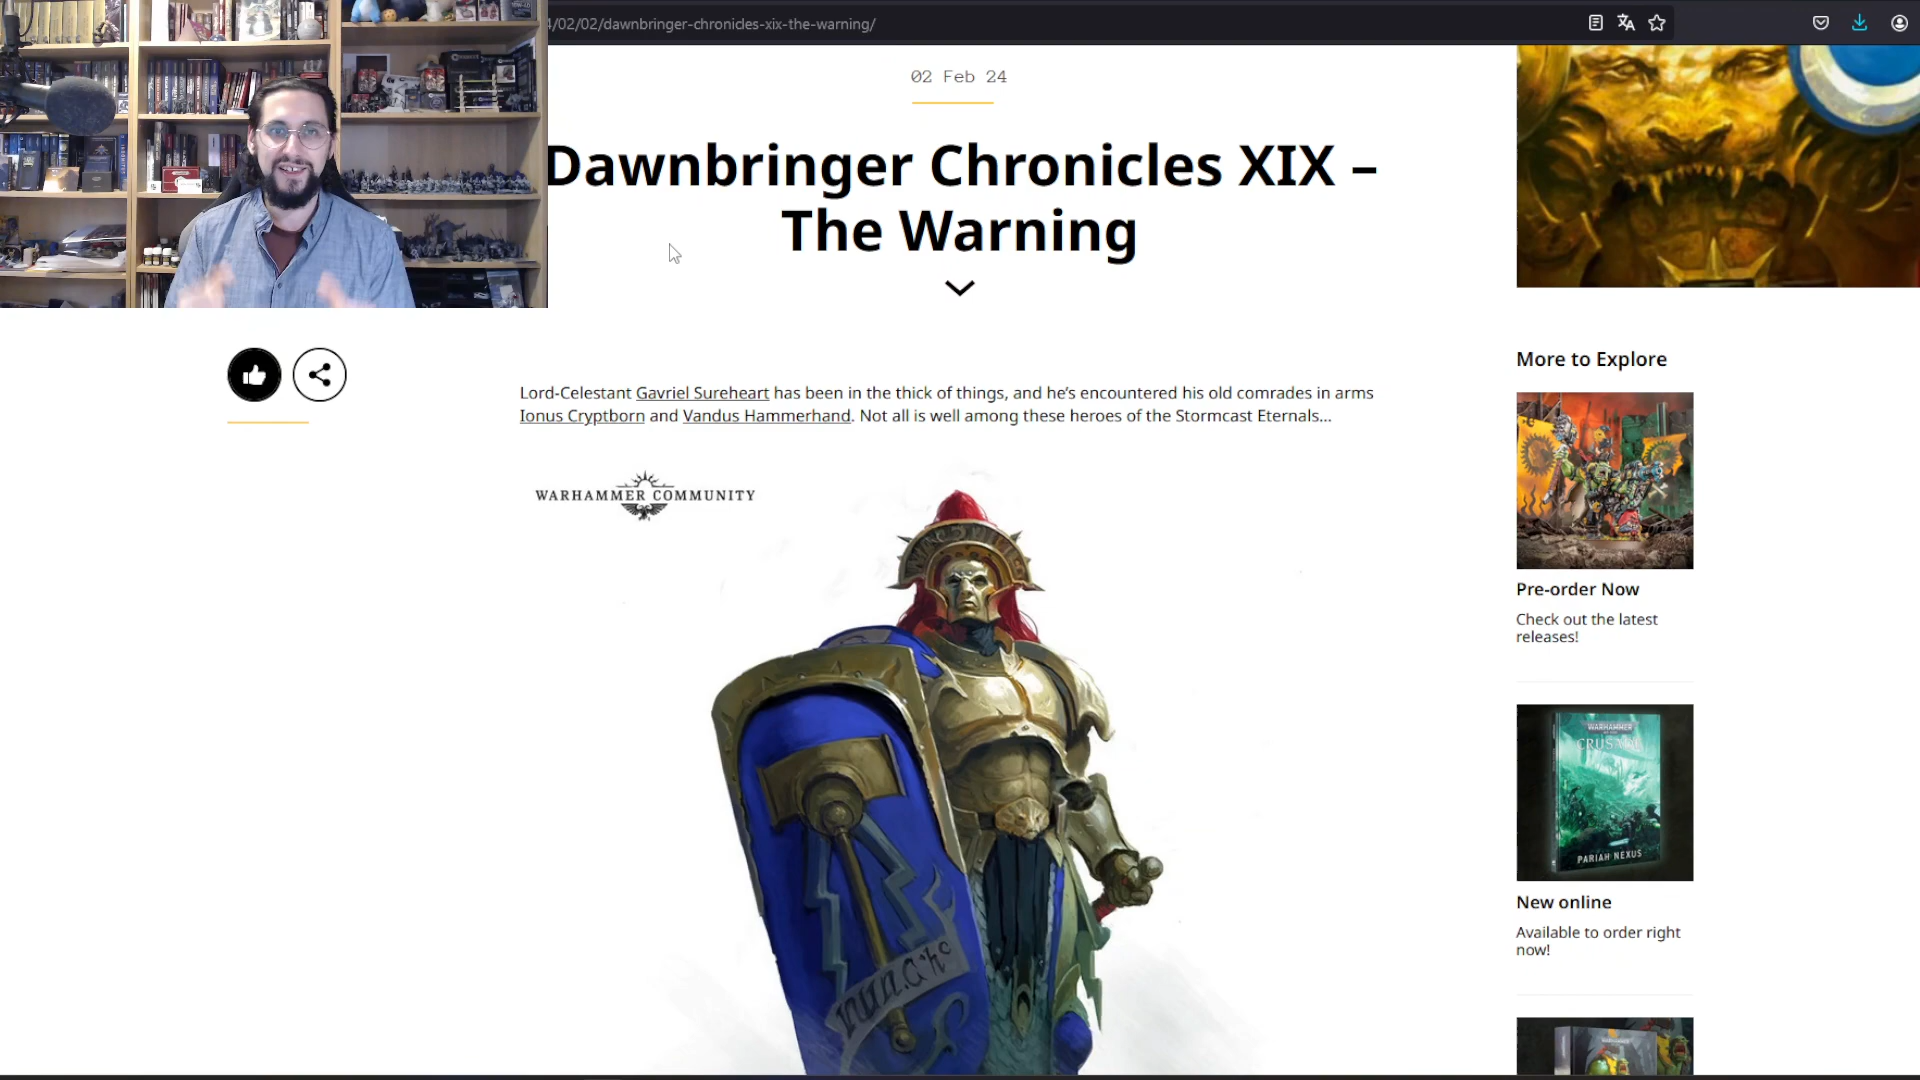 4/02/02/dawnbringer-chronicles-xix-the-warning/
02 Feb 24
Dawnbringer Chronicles XIX –
The Warning
Lord-Celestant Gavriel Sureheart has been in the thick of things, and he's encountered his old comrades in arms
Ionus Cryptborn and Vandus Hammerhand. Not all is well among these heroes of the Stormcast Eternals...
WARHAMMER COMMUNITY
More to Explore
Pre-order Now
Check out the latest
releases!
WARHAMMER
CRUSADE
PARIAH NEXUS
New online
Available to order right
now!